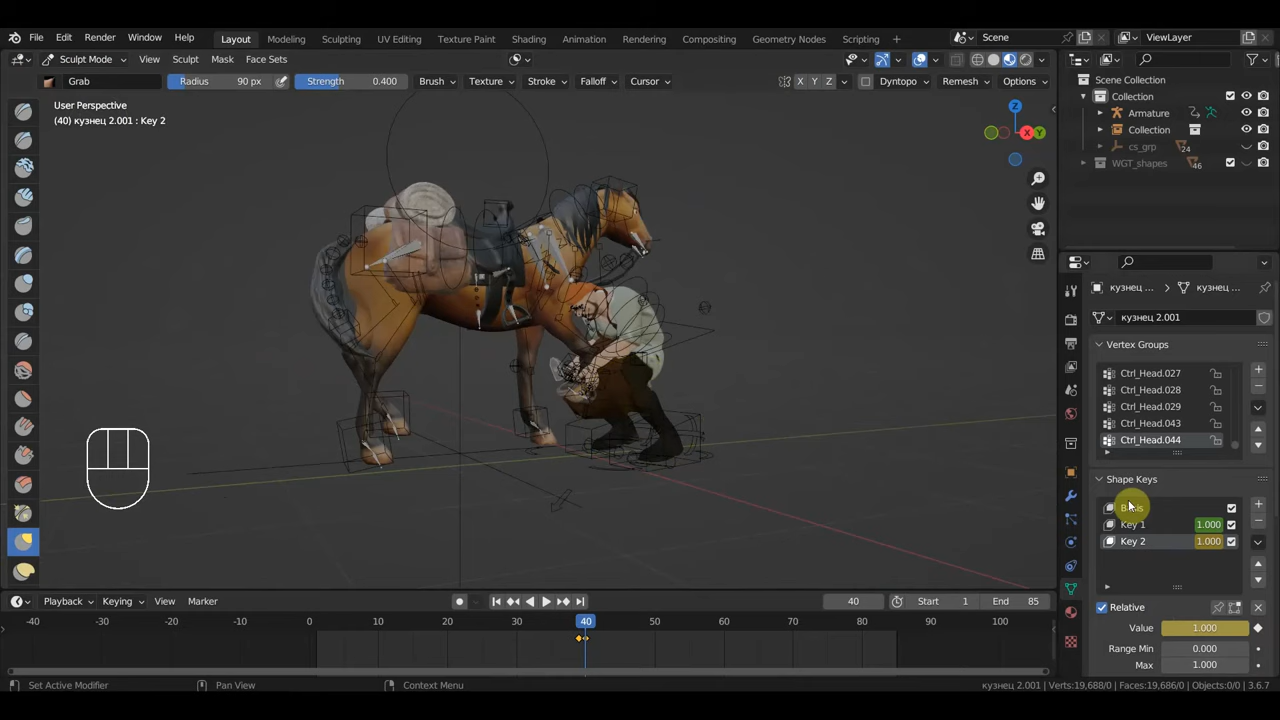 File Edit Render Window Help Layout Modeling Sculpting UV Editing Texture Paint Shading Animation Rendering Compositing Geometry Nodes Scripting Scene ViewLayer
Sculpt Mode View Sculpt Mask Face Sets
Grab Radius 90 px Strength 0.400 Brush Texture Stroke Falloff Cursor X Y Z Dyntopo Remesh Options
User Perspective
(40) кузнец 2.001 : Key 2
Z
X
Y
Scene Collection
Collection
Armature
Collection
cs_grp 24
WGT_shapes 46
кузнец ... кузнец ...
кузнец 2.001
Vertex Groups
Ctrl_Head.027
Ctrl_Head.028
Ctrl_Head.029
Ctrl_Head.043
Ctrl_Head.044
Shape Keys
Key 1 1.000
Key 2 1.000
Relative
Value 1.000
Range Min 0.000
Max 1.000
Playback Keying View Marker 40 Start 1 End 85
-40 -30 -20 -10 0 10 20 30 40 50 60 70 80 90 100
Set Active Modifier Pan View Context Menu кузнец 2.001 | Verts:19,688/0 | Faces:19,686/0 | Objects:0/0 | 3.6.7